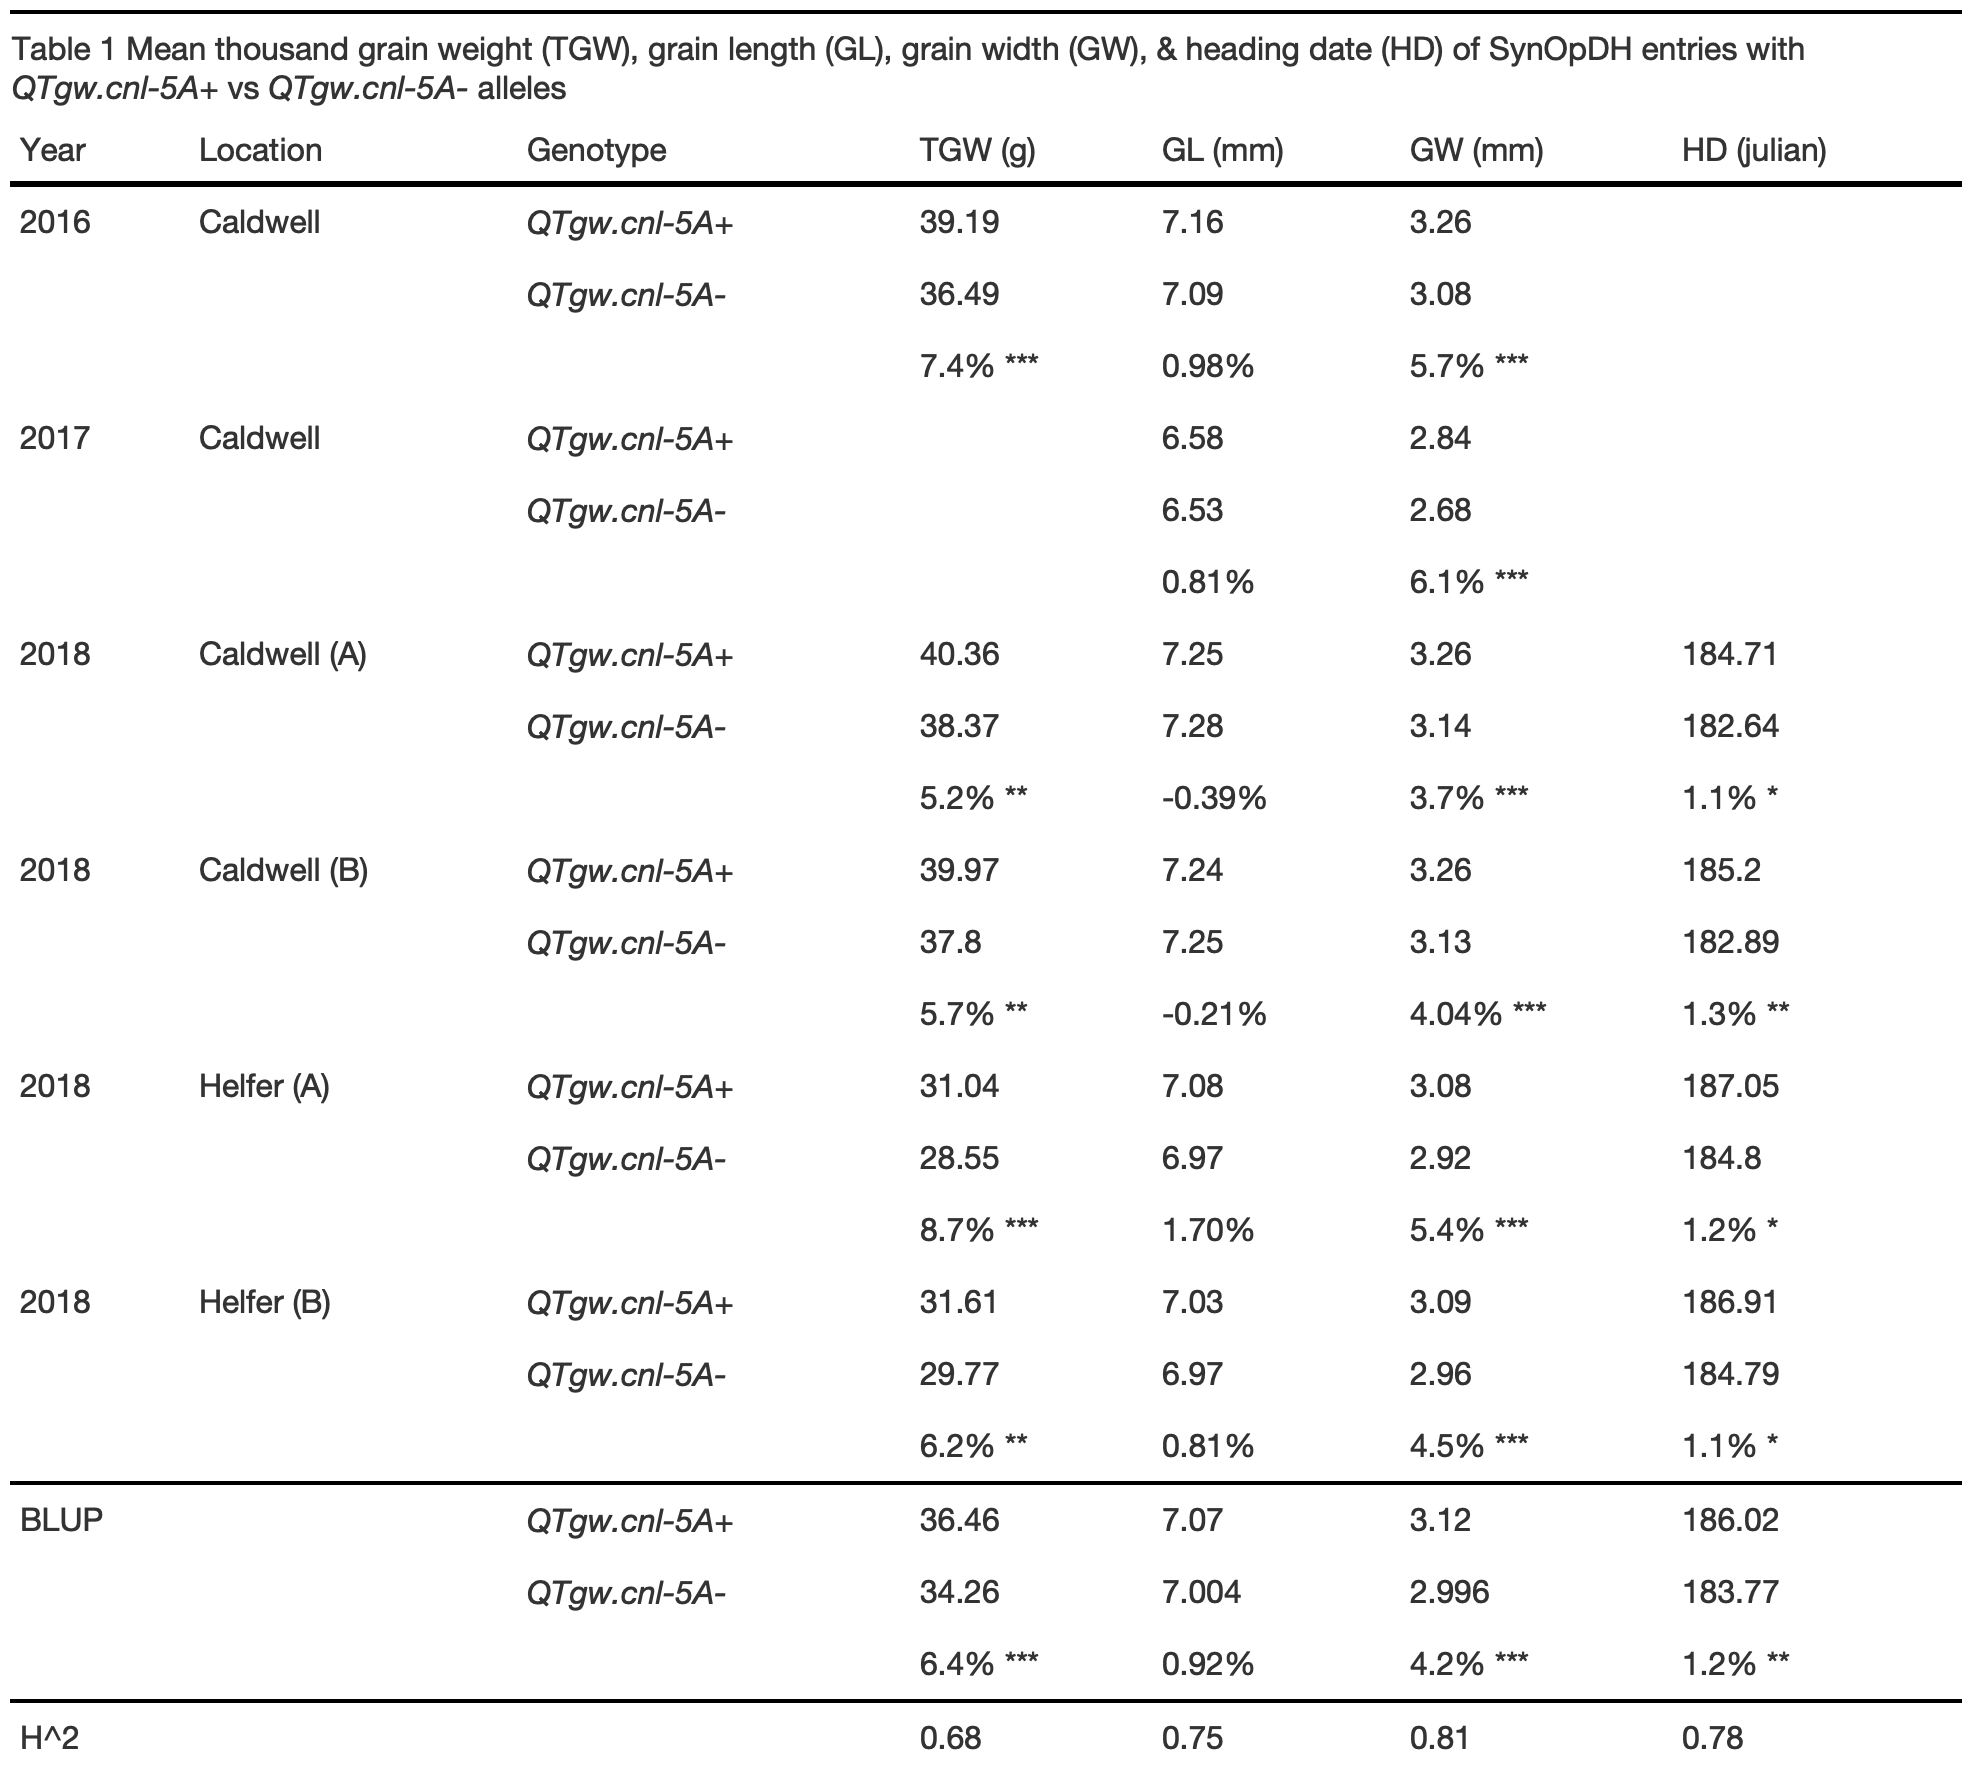 Table 1 Mean thousand grain weight (TGW), grain length (GL), grain width (GW), & heading date (HD) of SynOpDH entries with
QTgw.cnl-5A+ vs QTgw.cnl-5A- alleles
Year Location Genotype TGW (g) GL (mm) GW (mm) HD (julian)
2016 Caldwell QTgw.cnl-5A+ 39.19 7.16 3.26
QTgw.cnl-5A- 36.49 7.09 3.08
7.4% *** 0.98% 5.7% ***
2017 Caldwell QTgw.cnl-5A+ 6.58 2.84
QTgw.cnl-5A- 6.53 2.68
0.81% 6.1% ***
2018 Caldwell (A) QTgw.cnl-5A+ 40.36 7.25 3.26 184.71
QTgw.cnl-5A- 38.37 7.28 3.14 182.64
5.2% ** -0.39% 3.7% *** 1.1% *
2018 Caldwell (B) QTgw.cnl-5A+ 39.97 7.24 3.26 185.2
QTgw.cnl-5A- 37.8 7.25 3.13 182.89
5.7% ** -0.21% 4.04% *** 1.3% **
2018 Helfer (A) QTgw.cnl-5A+ 31.04 7.08 3.08 187.05
QTgw.cnl-5A- 28.55 6.97 2.92 184.8
8.7% *** 1.70% 5.4% *** 1.2% *
2018 Helfer (B) QTgw.cnl-5A+ 31.61 7.03 3.09 186.91
QTgw.cnl-5A- 29.77 6.97 2.96 184.79
6.2% ** 0.81% 4.5% *** 1.1% *
BLUP QTgw.cnl-5A+ 36.46 7.07 3.12 186.02
QTgw.cnl-5A- 34.26 7.004 2.996 183.77
6.4% *** 0.92% 4.2% *** 1.2% **
H^2 0.68 0.75 0.81 0.78